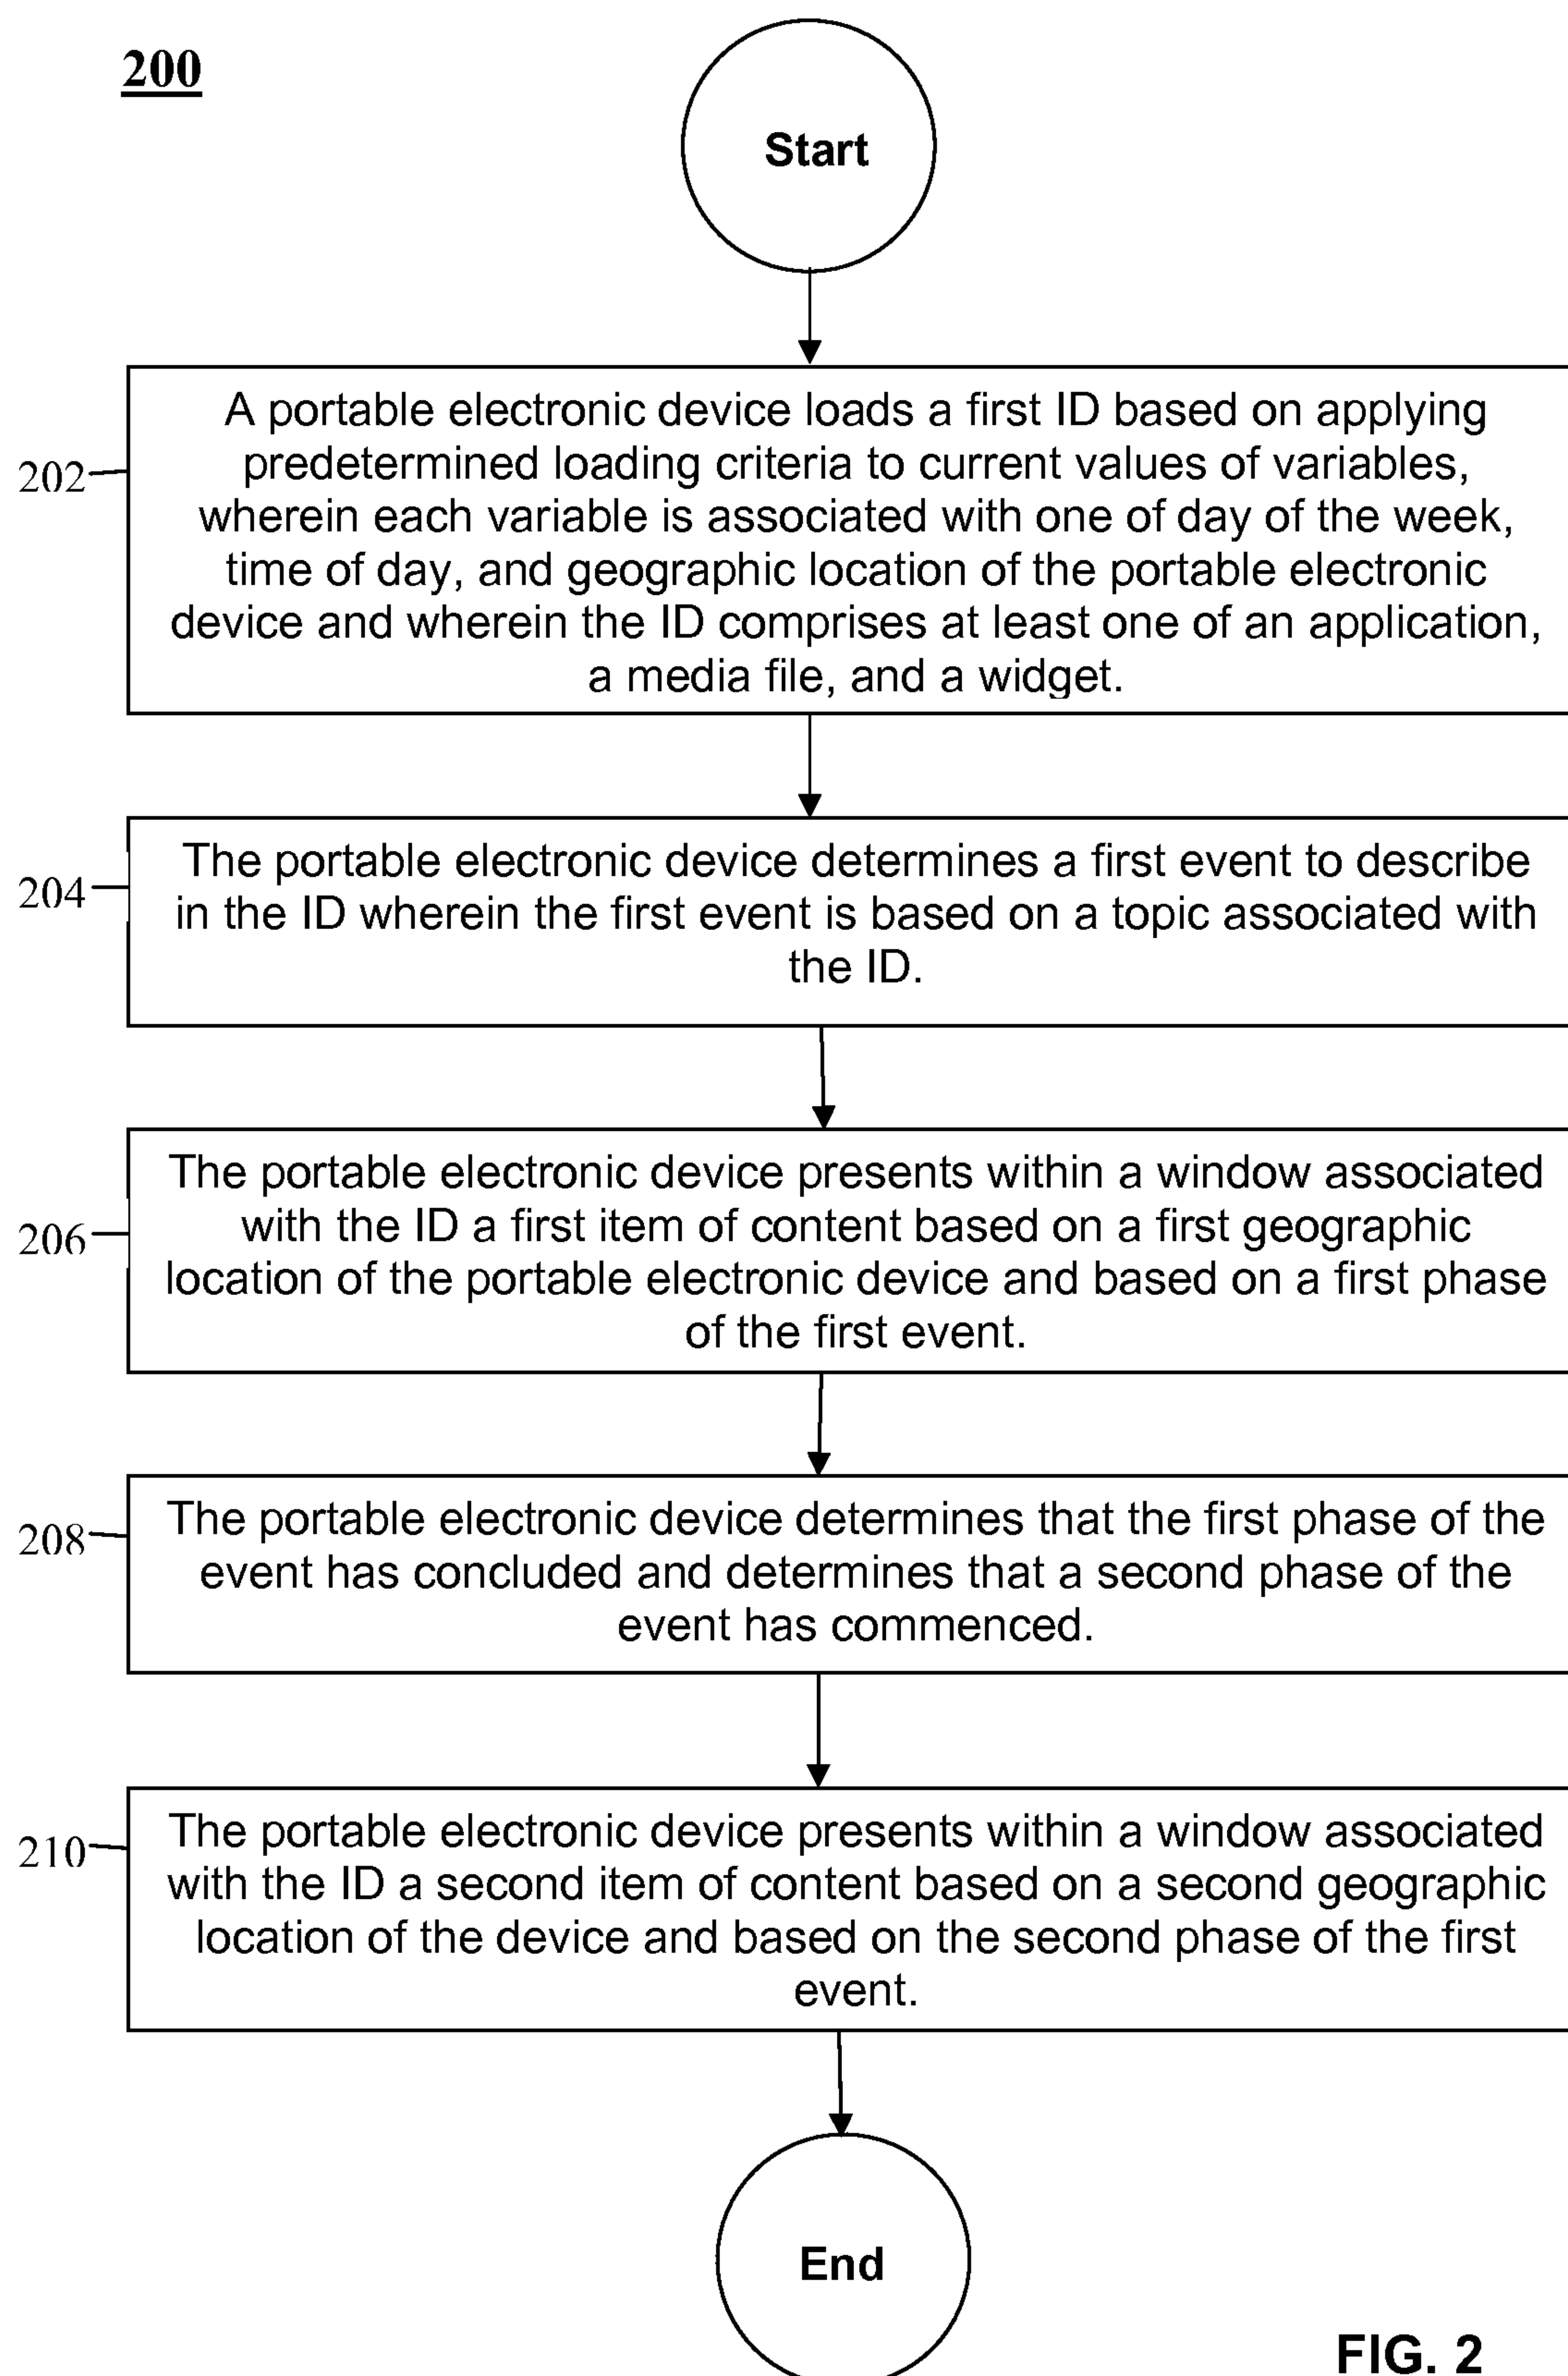 200
Start
202
A portable electronic device loads a first ID based on applying
predetermined loading criteria to current values of variables,
wherein each variable is associated with one of day of the week,
time of day, and geographic location of the portable electronic
device and wherein the ID comprises at least one of an application,
a media file, and a widget.
204
The portable electronic device determines a first event to describe
in the ID wherein the first event is based on a topic associated with
the ID.
206
The portable electronic device presents within a window associated
with the ID a first item of content based on a first geographic
location of the portable electronic device and based on a first phase
of the first event.
208
The portable electronic device determines that the first phase of the
event has concluded and determines that a second phase of the
event has commenced.
210
The portable electronic device presents within a window associated
with the ID a second item of content based on a second geographic
location of the device and based on the second phase of the first
event.
End
FIG. 2